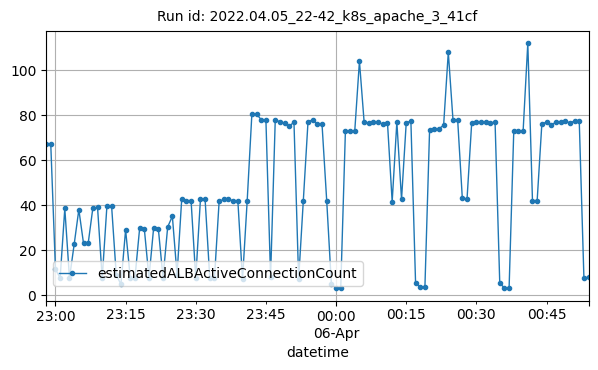 Run id: 2022.04.05_22-42_k8s_apache_3_41cf
100
80
60
40
20
0
estimatedALBActiveConnectionCount
23:00 23:15 23:30 23:45 00:00 00:15 00:30 00:45
06-Apr
datetime